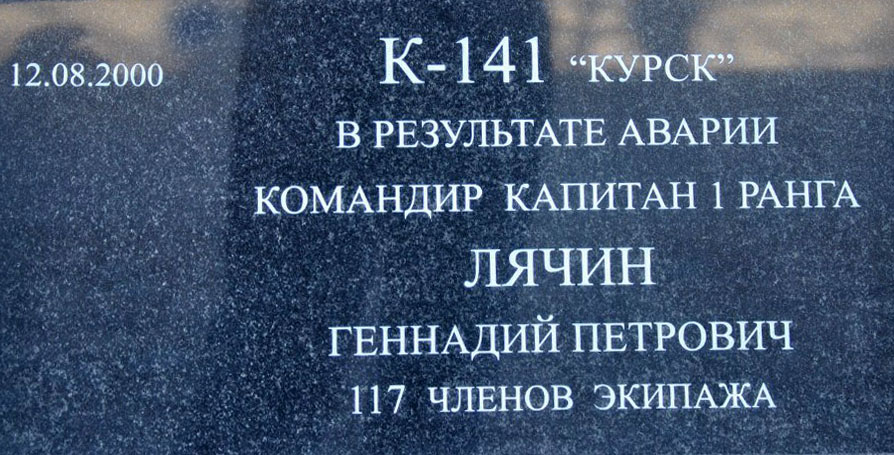 12.08.2000 К-141 “КУРСК”
В РЕЗУЛЬТАТЕ АВАРИИ
КОМАНДИР КАПИТАН 1 РАНГА
ЛЯЧИН
ГЕННАДИЙ ПЕТРОВИЧ
117 ЧЛЕНОВ ЭКИПАЖА